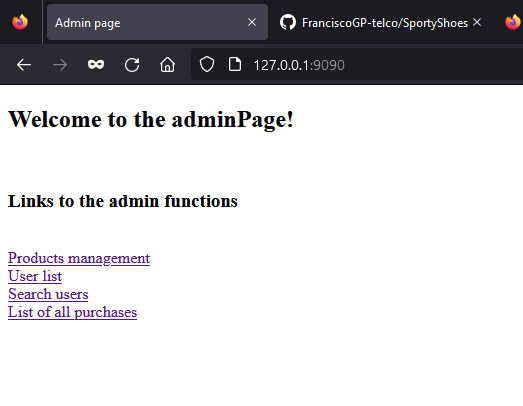 Admin page
FranciscoGP-telco/SportyShoes
127.0.0.1:9090
Welcome to the adminPage!
Links to the admin functions
Products management
User list
Search users
List of all purchases